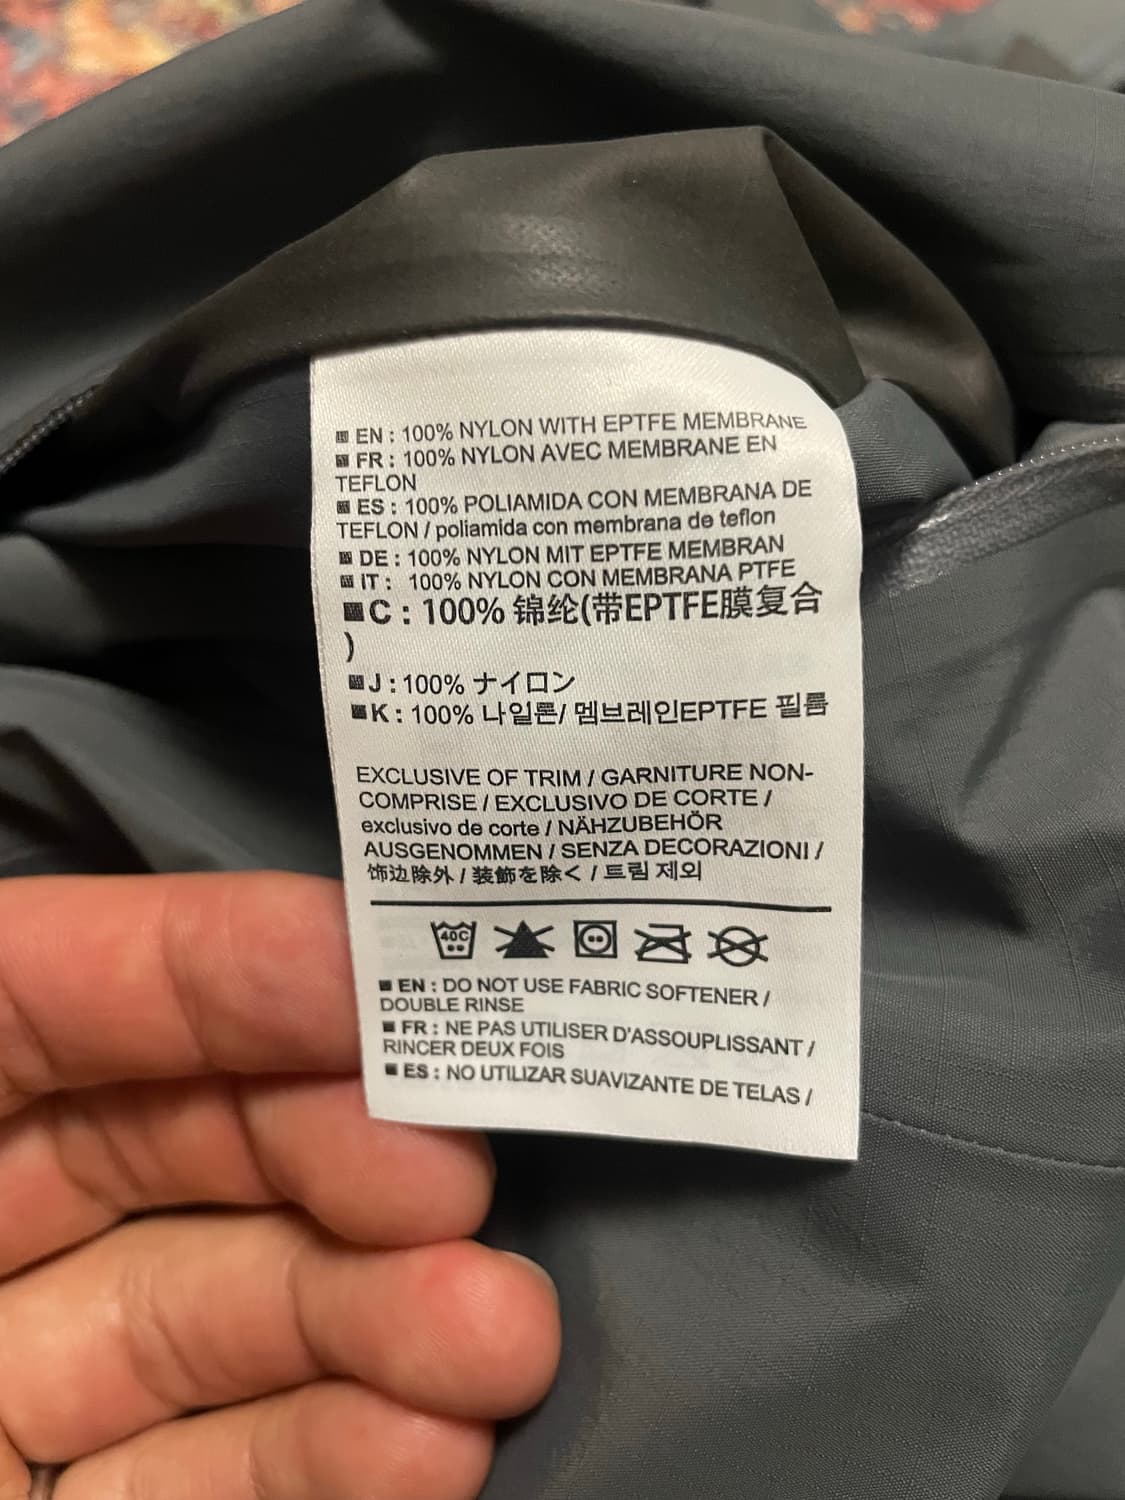 EN : 100% NYLON WITH EPTFE MEMBRANE
FR : 100% NYLON AVEC MEMBRANE EN
TEFLON
ES : 100% POLIAMIDA CON MEMBRANA DE
TEFLON / poliamida con membrana de teflon
DE : 100% NYLON MIT EPTFE MEMBRAN
IT : 100% NYLON CON MEMBRANA PTFE
C : 100% 锦纶(带EPTFE膜复合
)
J : 100% ナイロン
K : 100% 나일론/ 멤브레인EPTFE 필름
EXCLUSIVE OF TRIM / GARNITURE NON-
COMPRISE / EXCLUSIVO DE CORTE /
exclusivo de corte / NÄHZUBEHÖR
AUSGENOMMEN / SENZA DECORAZIONI /
饰边除外 / 装飾を除く / 트림 제외
40C
EN : DO NOT USE FABRIC SOFTENER /
DOUBLE RINSE
FR : NE PAS UTILISER D'ASSOUPLISSANT /
RINCER DEUX FOIS
ES : NO UTILIZAR SUAVIZANTE DE TELAS /